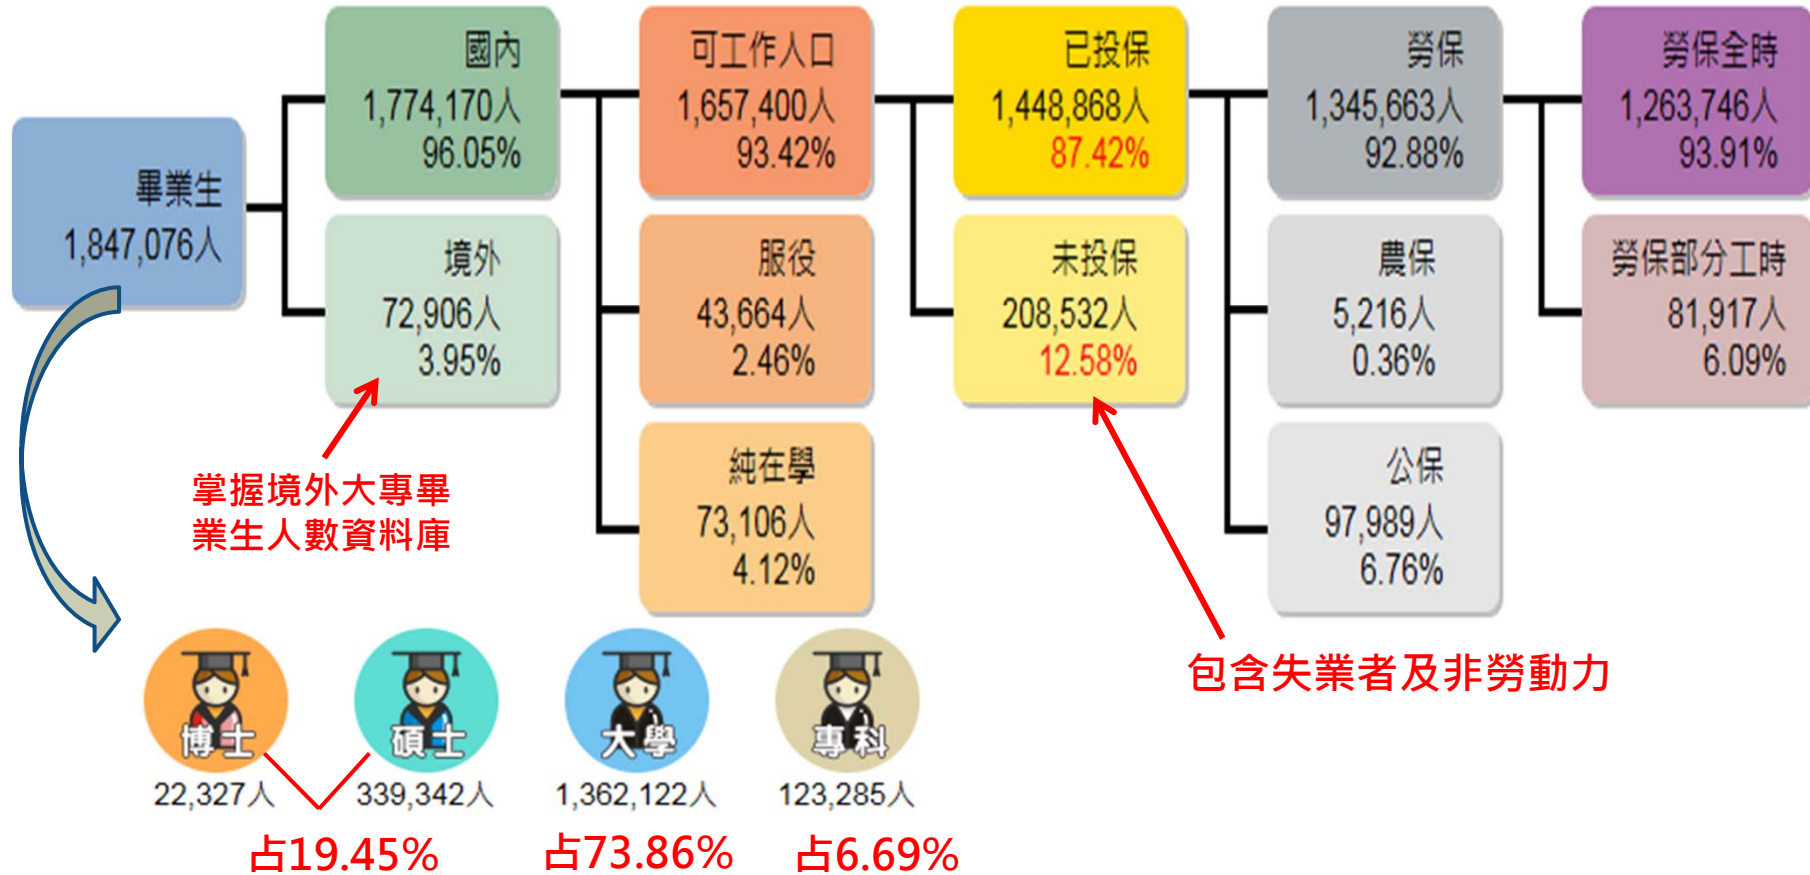 畢業生
1,847,076人
國內
1,774,170人
96.05%
境外
72,906人
3.95%
可工作人口
1,657,400人
93.42%
服役
43,664人
2.46%
純在學
73,106人
4.12%
已投保
1,448,868人
87.42%
未投保
208,532人
12.58%
勞保
1,345,663人
92.88%
農保
5,216人
0.36%
公保
97,989人
6.76%
勞保全時
1,263,746人
93.91%
勞保部分工時
81,917人
6.09%
掌握境外大專畢
業生人數資料庫
包含失業者及非勞動力
博士
22,327人
碩士
339,342人
大學
1,362,122人
專科
123,285人
占19.45%
占73.86%
占6.69%